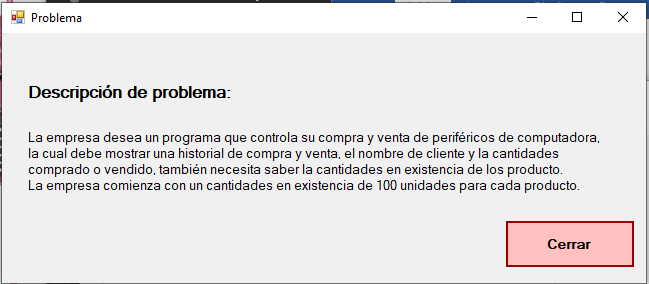 Problema
Descripción de problema:
La empresa desea un programa que controla su compra y venta de periféricos de computadora,
la cual debe mostrar una historial de compra y venta, el nombre de cliente y la cantidades
comprado o vendido, también necesita saber la cantidades en existencia de los producto.
La empresa comienza con un cantidades en existencia de 100 unidades para cada producto.
Cerrar